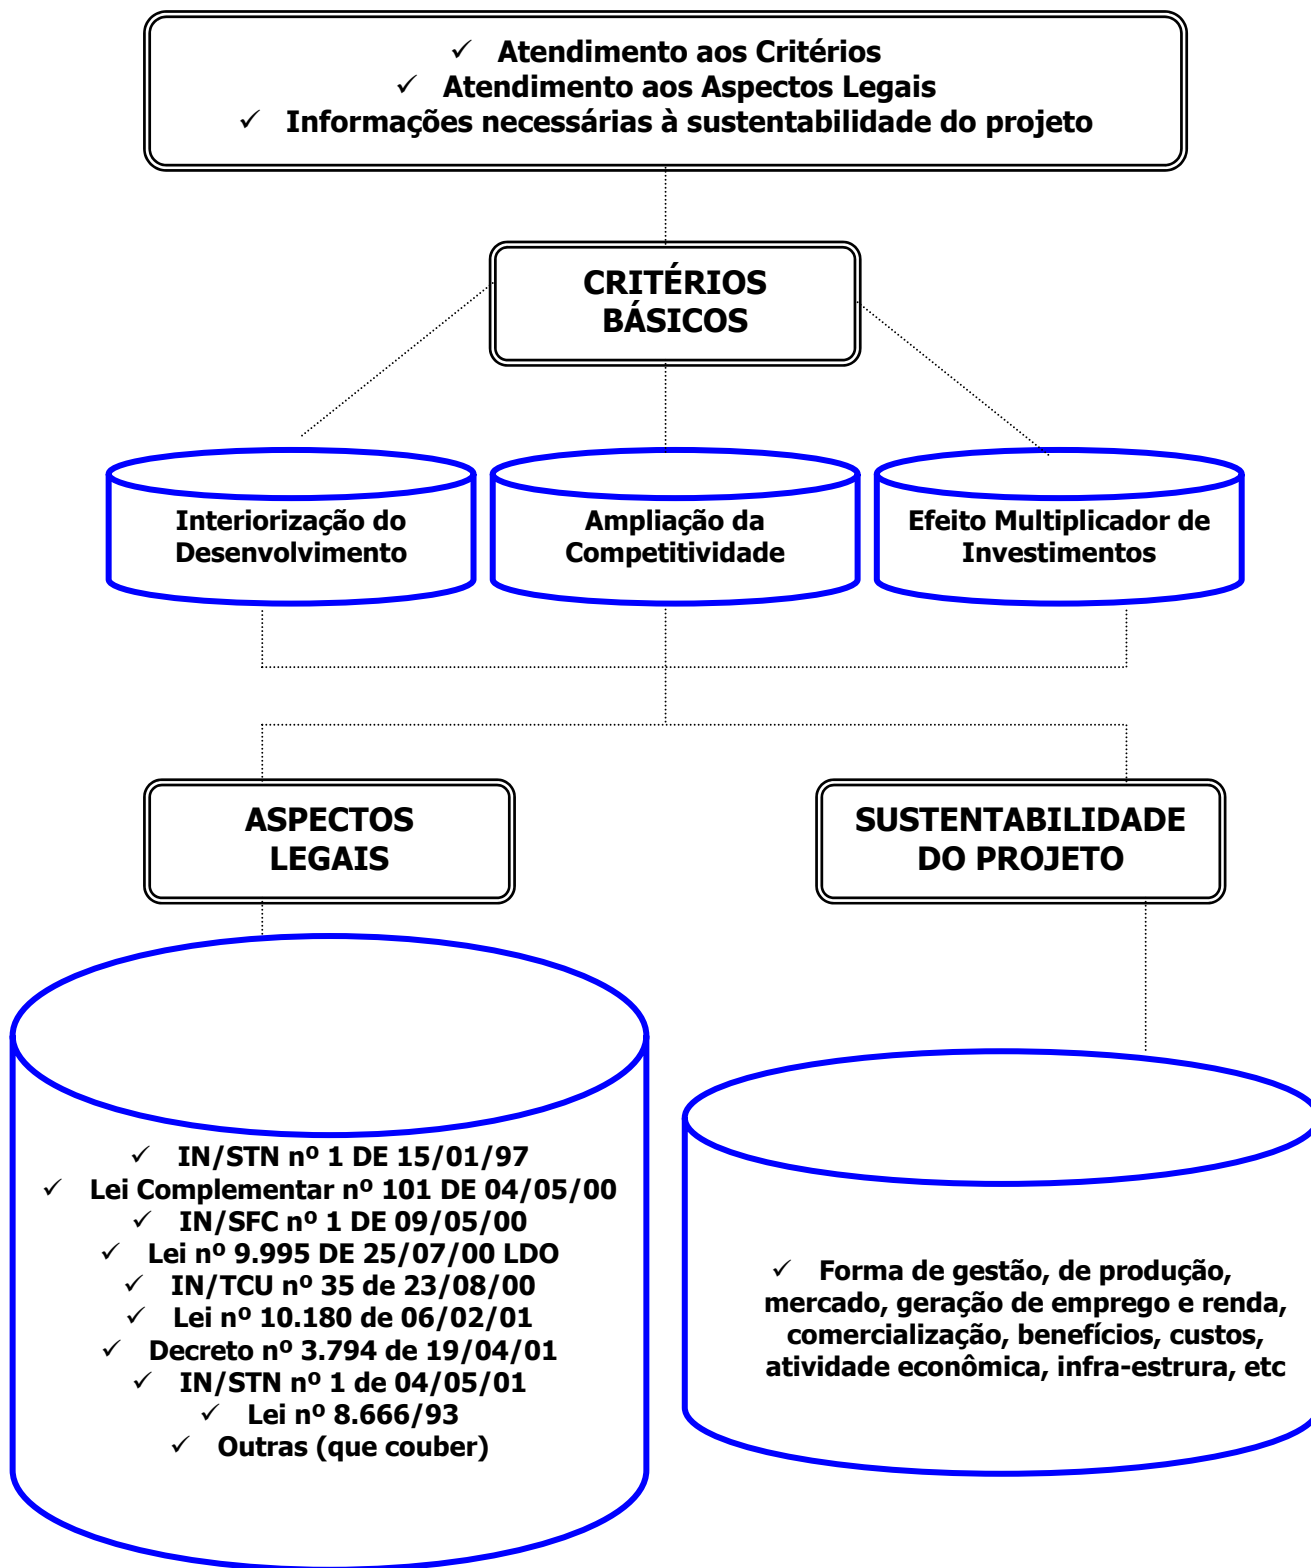 ✓ Atendimento aos Critérios
✓ Atendimento aos Aspectos Legais
✓ Informações necessárias à sustentabilidade do projeto
CRITÉRIOS
BÁSICOS
Interiorização do
Desenvolvimento
Ampliação da
Competitividade
Efeito Multiplicador de
Investimentos
ASPECTOS
LEGAIS
SUSTENTABILIDADE
DO PROJETO
✓ IN/STN nº 1 DE 15/01/97
✓ Lei Complementar nº 101 DE 04/05/00
✓ IN/SFC nº 1 DE 09/05/00
✓ Lei nº 9.995 DE 25/07/00 LDO
✓ IN/TCU nº 35 de 23/08/00
✓ Lei nº 10.180 de 06/02/01
✓ Decreto nº 3.794 de 19/04/01
✓ IN/STN nº 1 de 04/05/01
✓ Lei nº 8.666/93
✓ Outras (que couber)
✓ Forma de gestão, de produção,
mercado, geração de emprego e renda,
comercialização, benefícios, custos,
atividade econômica, infra-estrura, etc